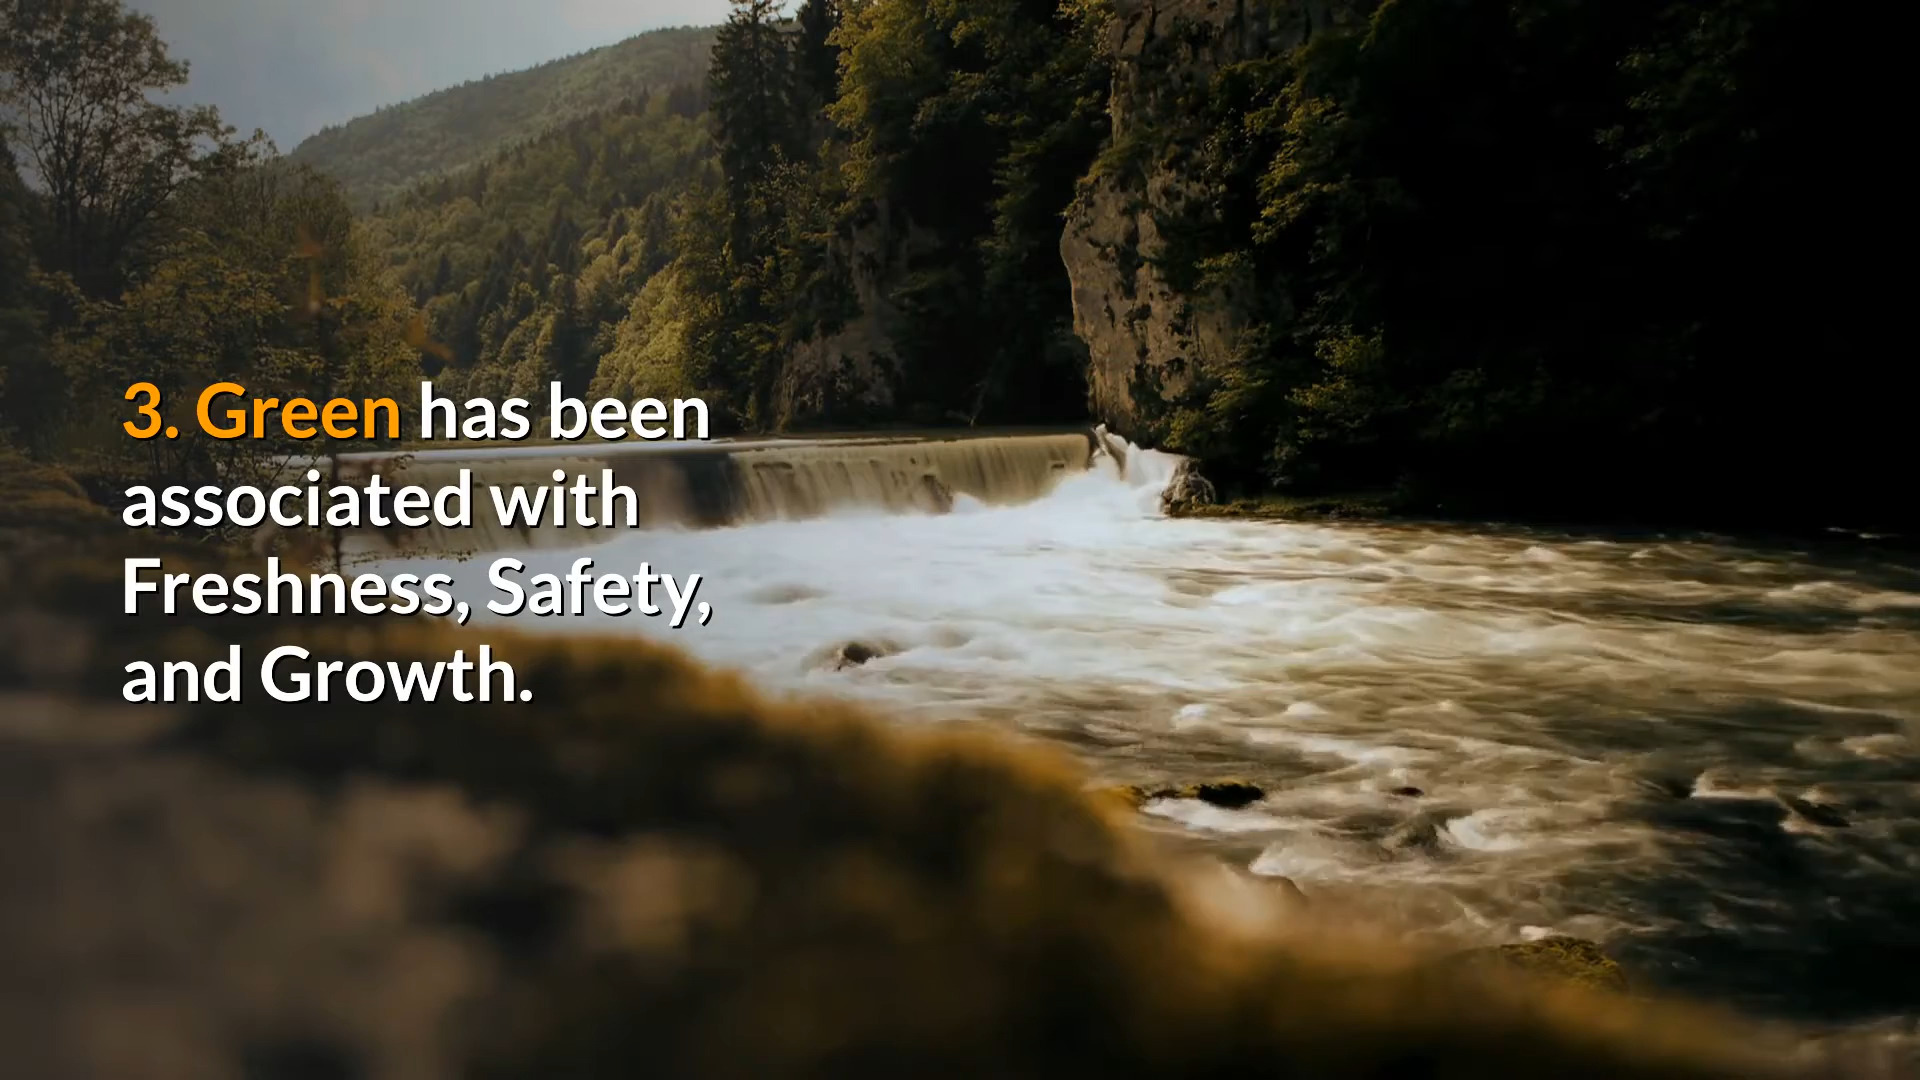 3. Green has been
associated with
Freshness, Safety,
and Growth.